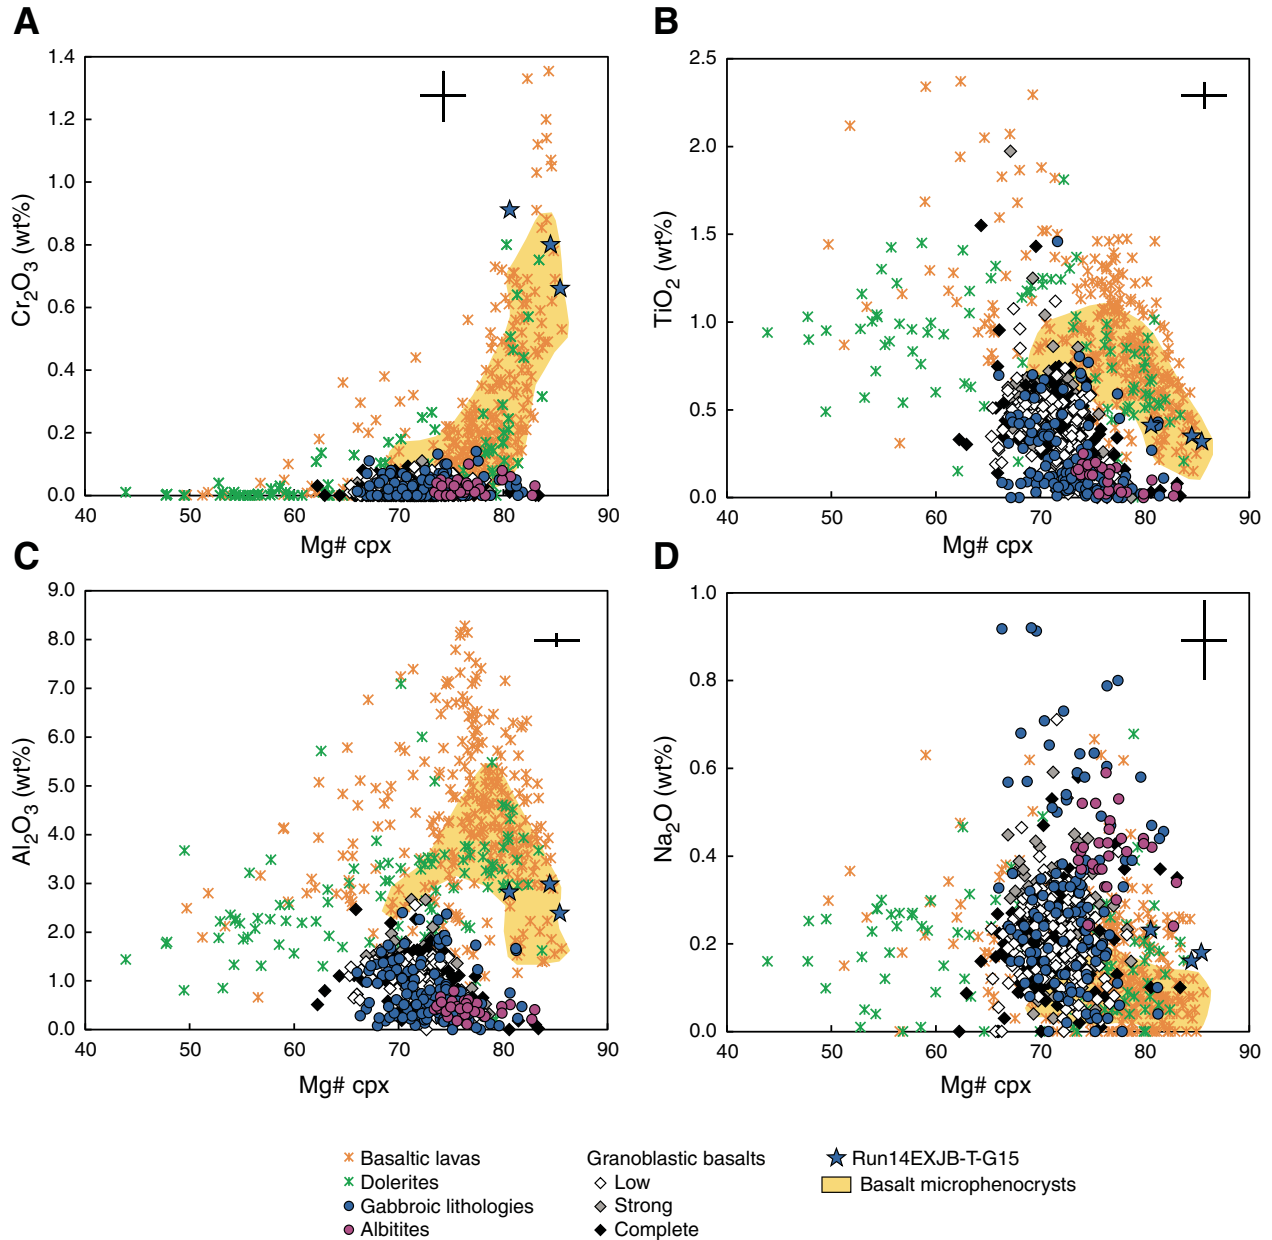 A
1.4
1.2
1.0
0.8
0.6
0.4
0.2
0.0
Cr2O3 (wt%)
40 50 60 70 80 90
Mg# cpx
B
2.5
2.0
1.5
1.0
0.5
0.0
TiO2 (wt%)
40 50 60 70 80 90
Mg# cpx
C
9.0
8.0
7.0
6.0
5.0
4.0
3.0
2.0
1.0
0.0
Al2O3 (wt%)
40 50 60 70 80 90
Mg# cpx
D
1.0
0.8
0.6
0.4
0.2
0.0
Na2O (wt%)
40 50 60 70 80 90
Mg# cpx
Basaltic lavas
Dolerites
Gabbroic lithologies
Albitites
Granoblastic basalts
Low
Strong
Complete
Run14EXJB-T-G15
Basalt microphenocrysts